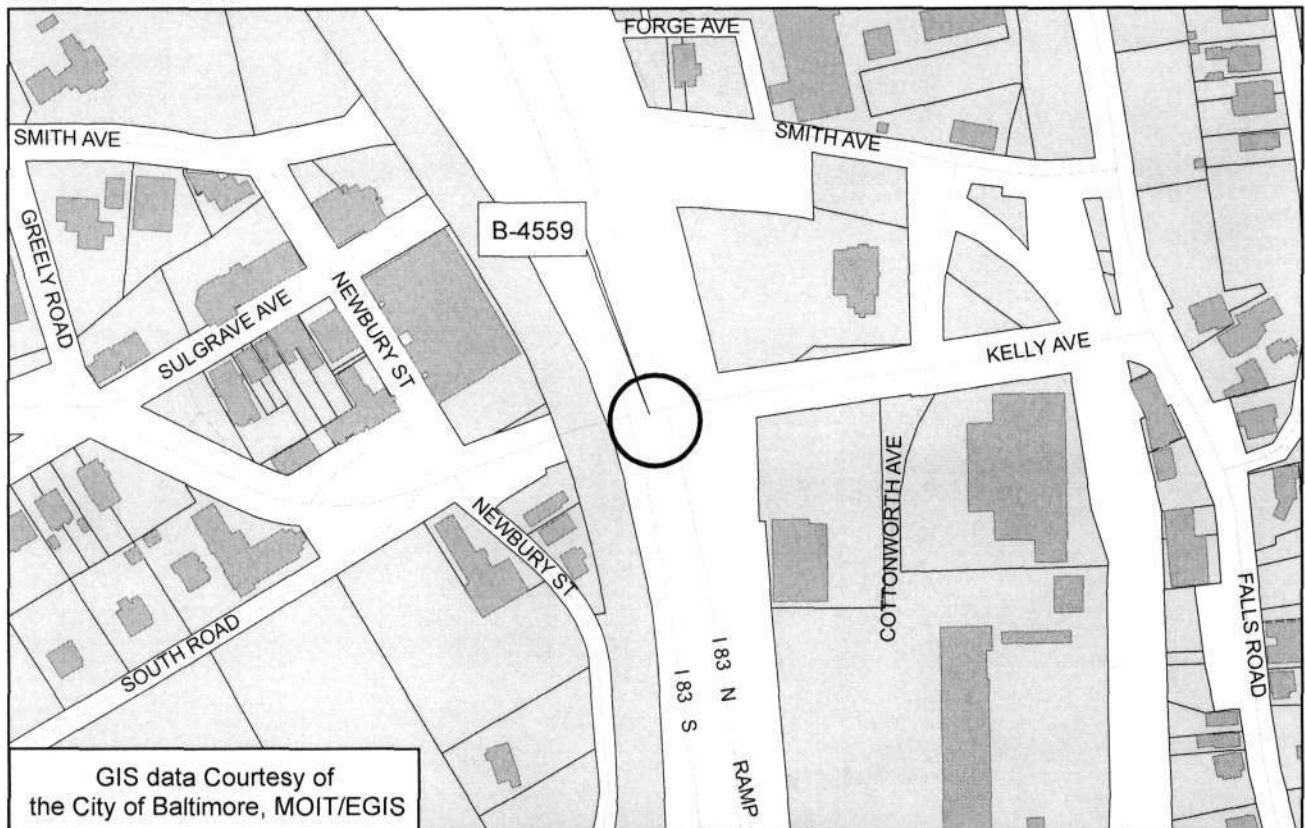 FORGE AVE
SMITH AVE
SMITH AVE
GREELY ROAD
B-4559
NEWBURY ST
SULGRAVE AVE
KELLY AVE
COTTONWORTH AVE
NEWBURY ST
FALLS ROAD
SOUTH ROAD
I 83 N
I 83 S
RAMP
GIS data Courtesy of
the City of Baltimore, MOIT/EGIS